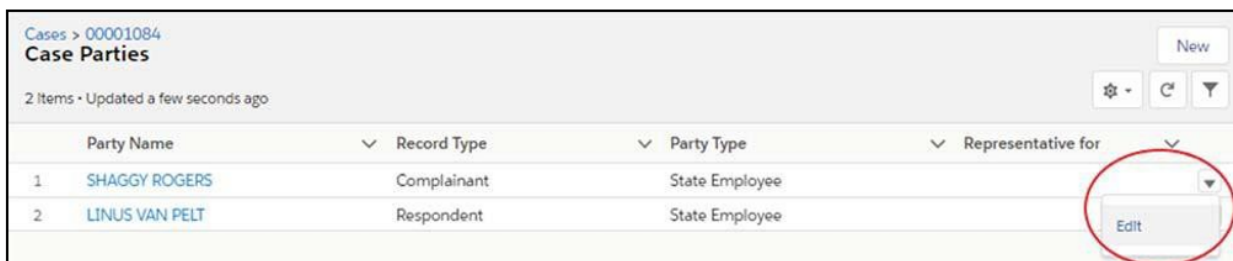 Cases > 00001084
Case Parties
New
2 Items • Updated a few seconds ago
Party Name Record Type Party Type Representative for
1 SHAGGY ROGERS Complainant State Employee
2 LINUS VAN PELT Respondent State Employee
Edit